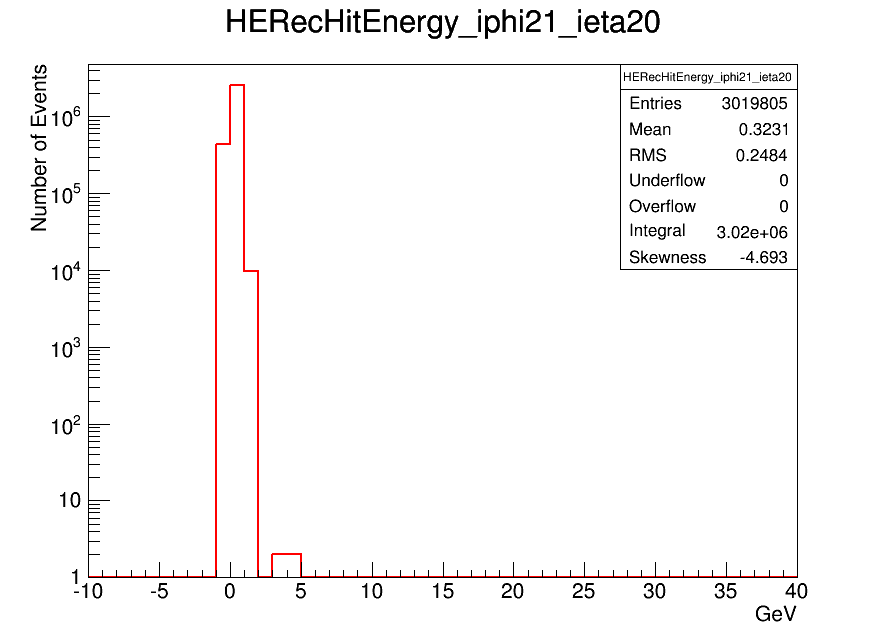 HERecHitEnergy_iphi21_ieta20
Number of Events
HERecHitEnergy_iphi21_ieta20
Entries 3019805
Mean 0.3231
RMS 0.2484
Underflow 0
Overflow 0
Integral 3.02e+06
Skewness -4.693
10^6
10^5
10^4
10^3
10^2
10
1
-10 -5 0 5 10 15 20 25 30 35 40
GeV